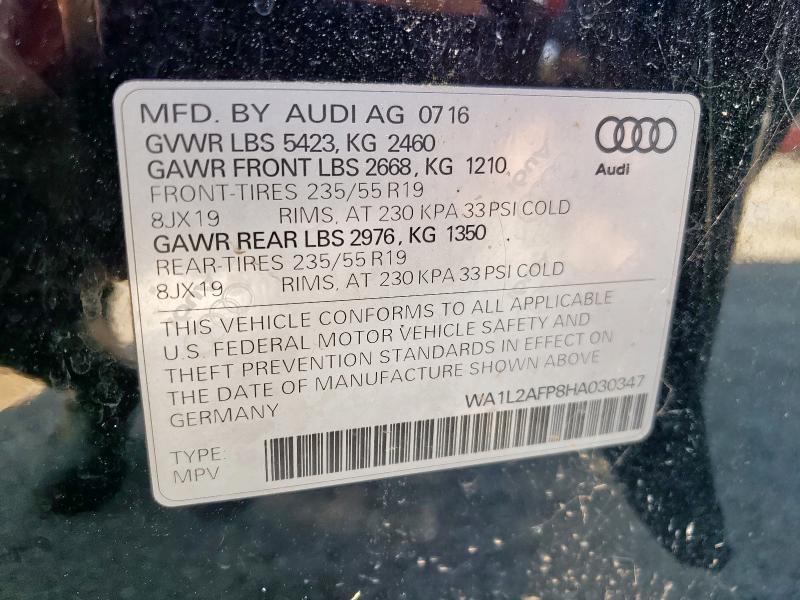 MFD. BY AUDI AG 07 16
GVWR LBS 5423, KG 2460
GAWR FRONT LBS 2668, KG 1210,
FRONT-TIRES 235/55 R19
8JX19 RIMS, AT 230 KPA 33 PSI COLD
GAWR REAR LBS 2976, KG 1350
REAR-TIRES 235/55 R19
8JX19 RIMS, AT 230 KPA 33 PSI COLD
Audi
THIS VEHICLE CONFORMS TO ALL APPLICABLE
U.S. FEDERAL MOTOR VEHICLE SAFETY AND
THEFT PREVENTION STANDARDS IN EFFECT ON
THE DATE OF MANUFACTURE SHOWN ABOVE
GERMANY
WA1L2AFP8HA030347
TYPE:
MPV